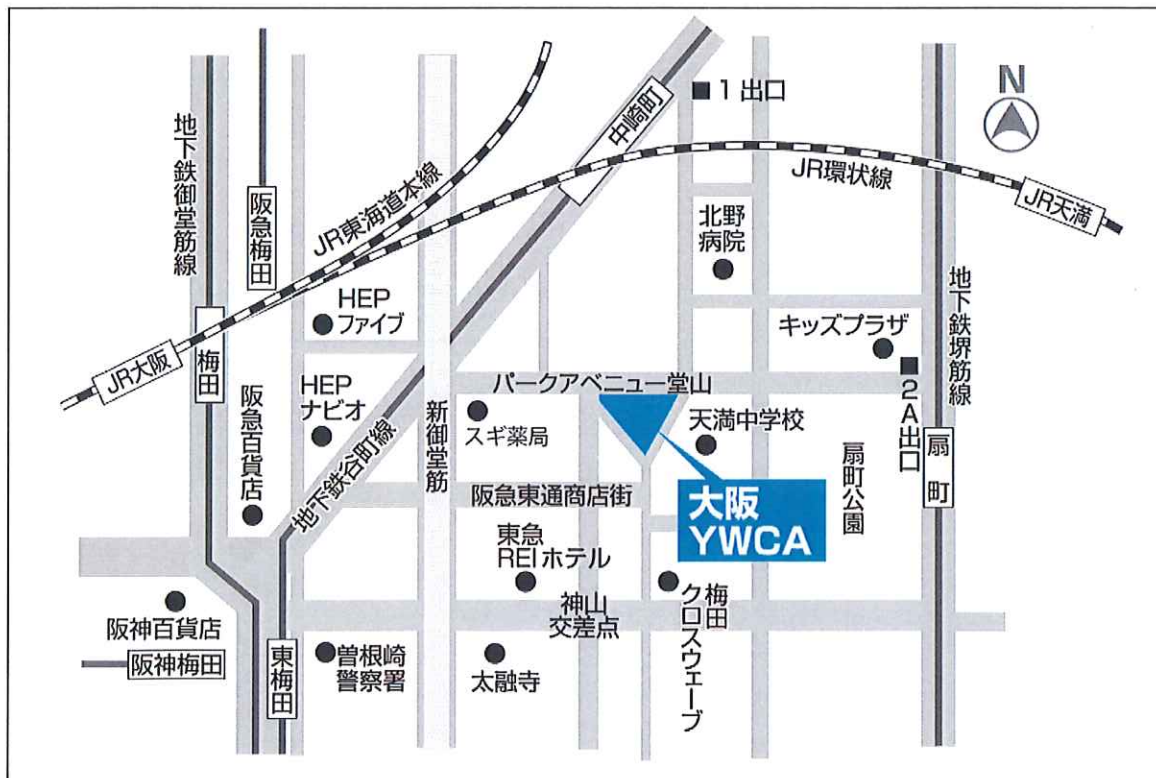 N
■1出口
中崎町
地下鉄御堂筋線
阪急梅田
JR東海道本線
JR環状線
JR天満
北野
病院
HEP
ファイブ
キッズプラザ
地下鉄堺筋線
JR大阪
梅田
パークアベニュー堂山
■2A出口
HEP
ナビオ
阪急百貨店
新御堂筋
スギ薬局
天満中学校
扇町公園
扇町
地下鉄谷町線
阪急東通商店街
大阪
YWCA
東急
REIホテル
阪神百貨店
神山
交差点
梅田
クロスウェーブ
阪神梅田
東梅田
曽根崎
警察署
太融寺